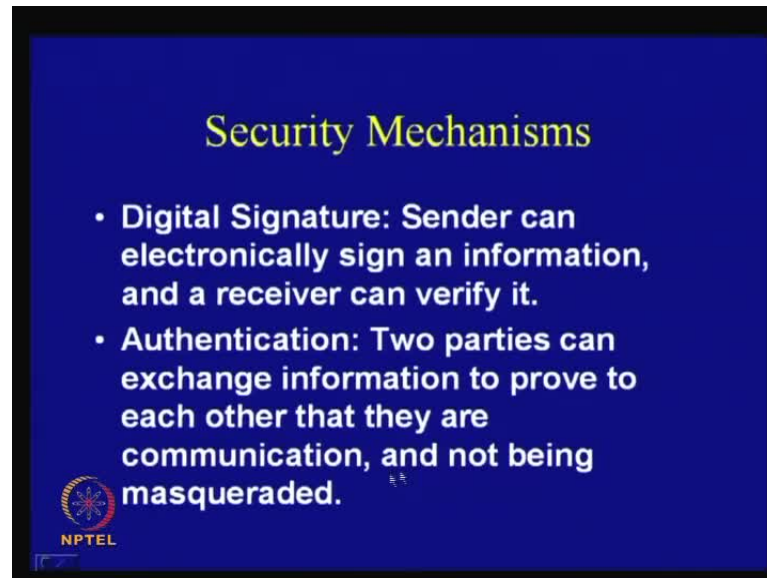 Security Mechanisms
• Digital Signature: Sender can
electronically sign an information,
and a receiver can verify it.
• Authentication: Two parties can
exchange information to prove to
each other that they are
communication, and not being
masqueraded.
NPTEL